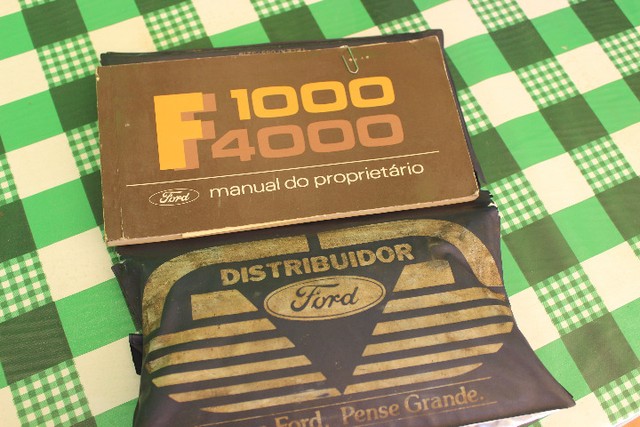 F 1000
F 4000
Ford manual do proprietário
DISTRIBUIDOR
Ford
Ford. Pense Grande.